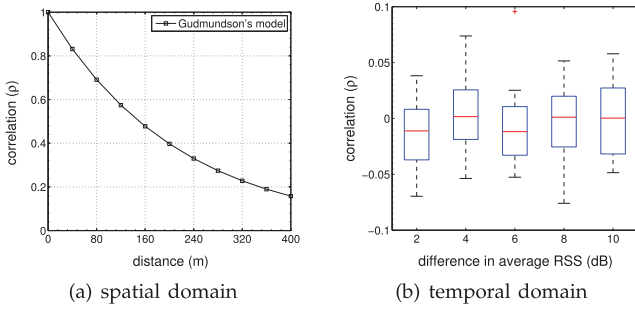 1
0.8
0.6
0.4
0.2
0
0 80 160 240 320 400
correlation (ρ)
distance (m)
Gudmundson's model
(a) spatial domain
0.1
0.05
0
−0.05
−0.1
2 4 6 8 10
correlation (ρ)
difference in average RSS (dB)
(b) temporal domain